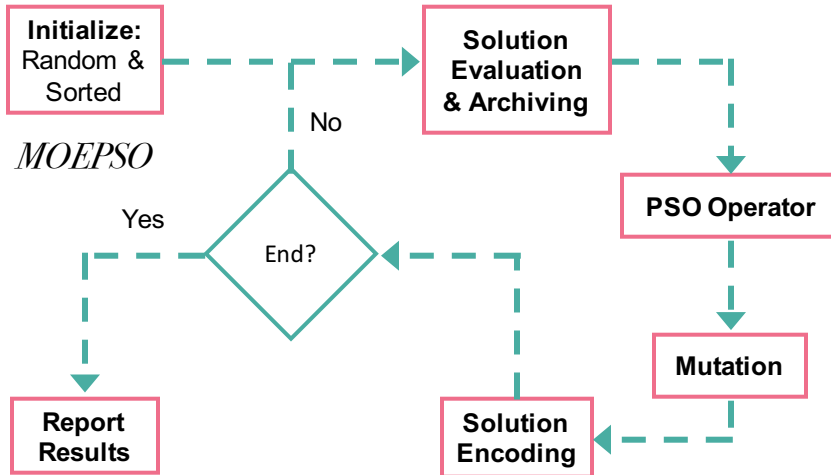 Initialize:
Random &
Sorted
Solution
Evaluation
& Archiving
No
MOEPSO
PSO Operator
Yes
End?
Mutation
Report
Results
Solution
Encoding